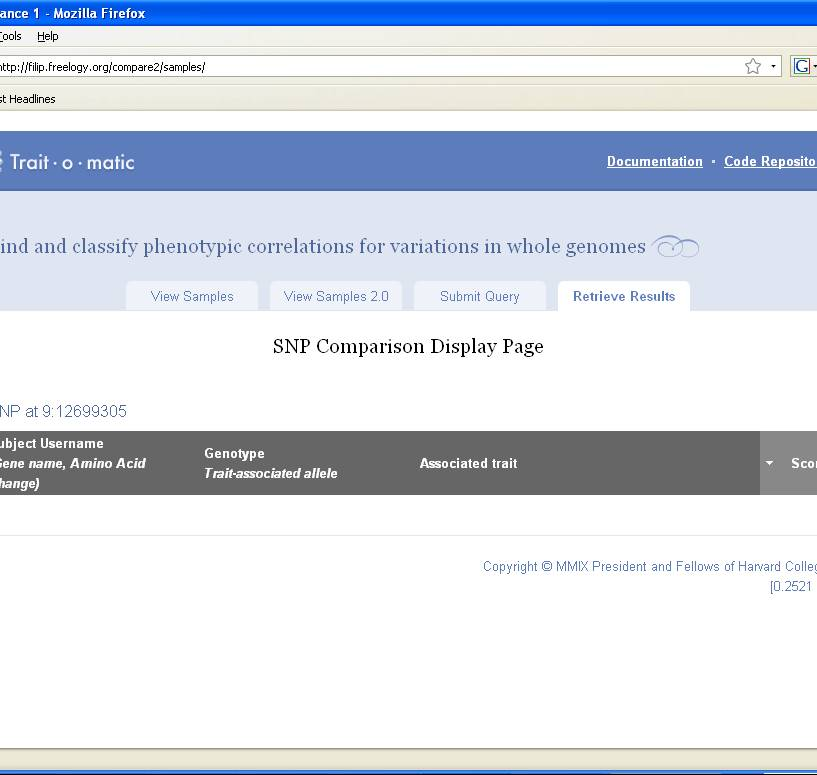 ance 1 - Mozilla Firefox
Tools Help
http://filip.freelogy.org/compare2/samples/
G
st Headlines
Trait·o·matic
Documentation · Code Reposito
ind and classify phenotypic correlations for variations in whole genomes
View Samples View Samples 2.0 Submit Query Retrieve Results
SNP Comparison Display Page
NP at 9:12699305
ubject Username
Gene name, Amino Acid
hange)
Genotype
Trait-associated allele
Associated trait
Scor
Copyright © MMIX President and Fellows of Harvard Colleg
[0.2521